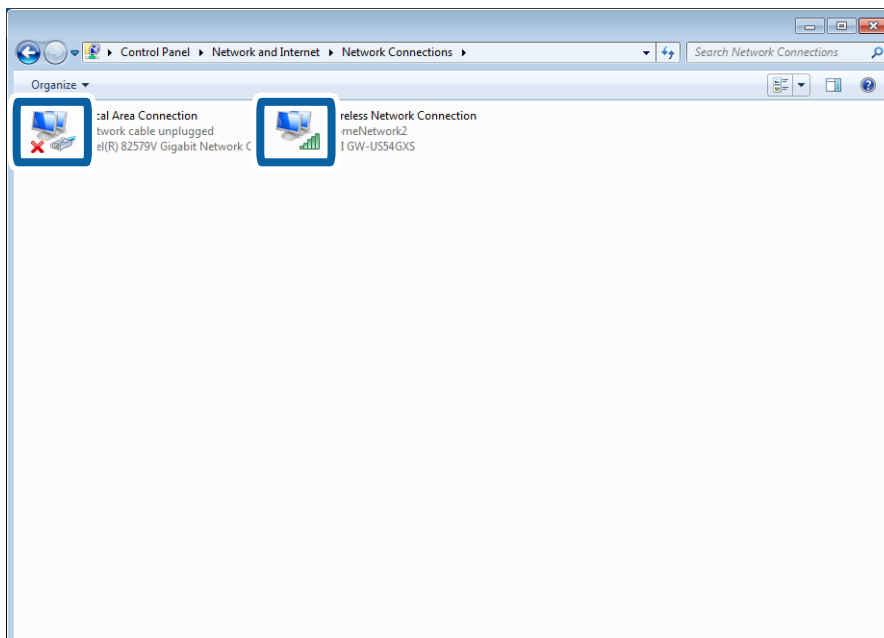 Control Panel Network and Internet Network Connections Search Network Connections
Organize
cal Area Connection
twork cable unplugged
el(R) 82579V Gigabit Network C
reless Network Connection
meNetwork2
I GW-US54GXS